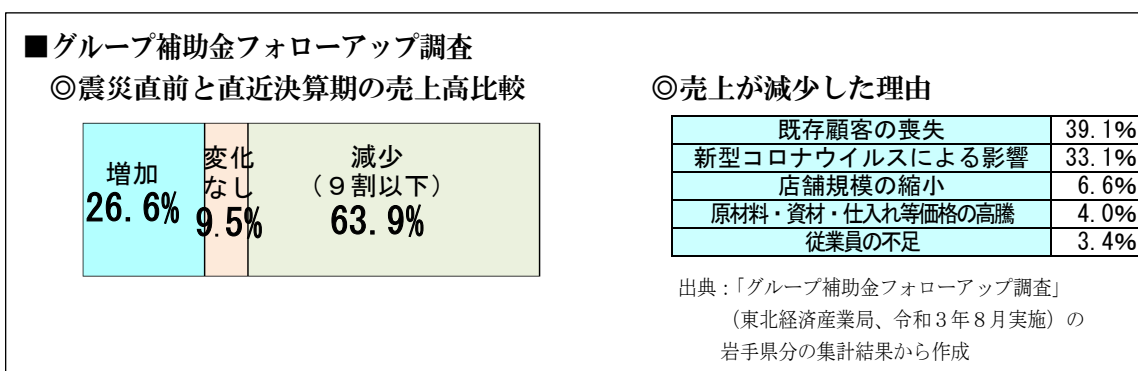 ■グループ補助金フォローアップ調査
◎震災直前と直近決算期の売上高比較
増加
26.6%
変化
なし
9.5%
減少
（９割以下）
63.9%
◎売上が減少した理由
既存顧客の喪失 39.1%
新型コロナウイルスによる影響 33.1%
店舗規模の縮小 6.6%
原材料・資材・仕入れ等価格の高騰 4.0%
従業員の不足 3.4%
出典：「グループ補助金フォローアップ調査」
（東北経済産業局、令和３年８月実施）の
岩手県分の集計結果から作成